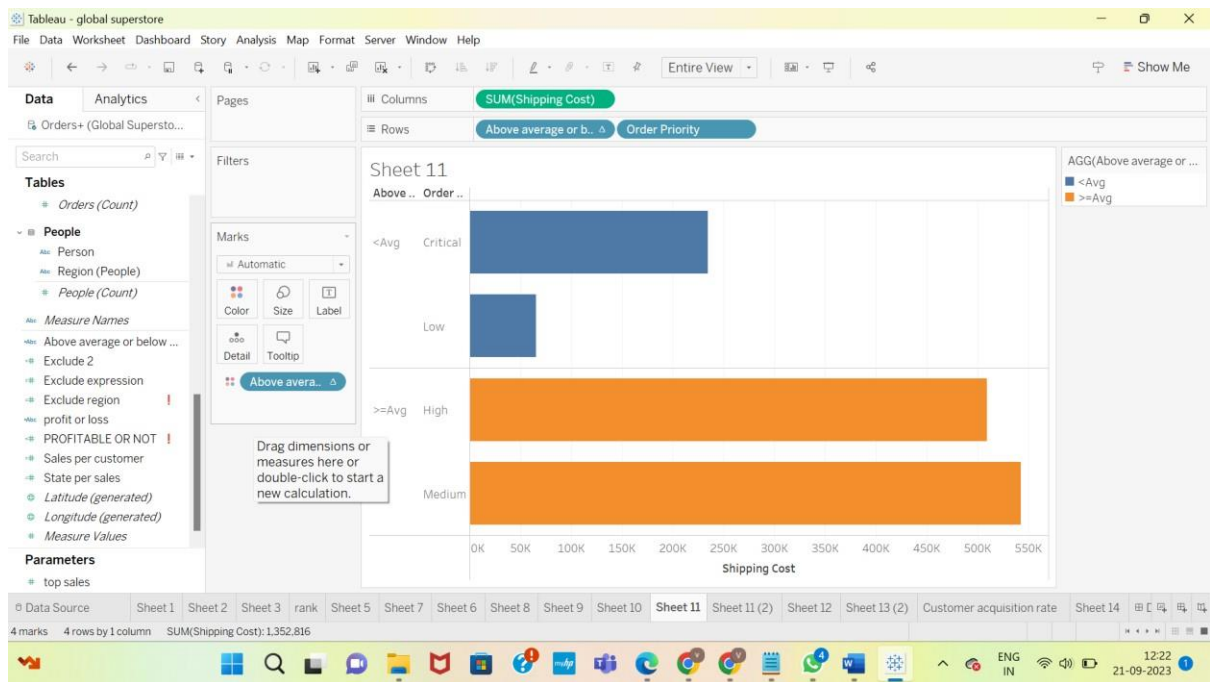 Tableau - global superstore
File Data Worksheet Dashboard Story Analysis Map Format Server Window Help
Entire View
Show Me
Data Analytics
Orders+ (Global Supersto...
Search
Tables
Orders (Count)
People
Abc Person
Abc Region (People)
People (Count)
Abc Measure Names
Abc Above average or below ...
Exclude 2
Exclude expression
Exclude region !
Abc profit or loss
PROFITABLE OR NOT !
Sales per customer
State per sales
Latitude (generated)
Longitude (generated)
Measure Values
Parameters
top sales
Pages
Filters
Marks
Automatic
Color Size Label
Detail Tooltip
Above avera..
Drag dimensions or
measures here or
double-click to start a
new calculation.
Columns SUM(Shipping Cost)
Rows Above average or b.. Order Priority
Sheet 11
Above .. Order ..
<Avg Critical
Low
>=Avg High
Medium
0K 50K 100K 150K 200K 250K 300K 350K 400K 450K 500K 550K
Shipping Cost
AGG(Above average or ...
<Avg
>=Avg
Data Source Sheet 1 Sheet 2 Sheet 3 rank Sheet 5 Sheet 7 Sheet 6 Sheet 8 Sheet 9 Sheet 10 Sheet 11 Sheet 11 (2) Sheet 12 Sheet 13 (2) Customer acquisition rate Sheet 14
4 marks 4 rows by 1 column SUM(Shipping Cost): 1,352,816
ENG
IN
12:22
21-09-2023
1